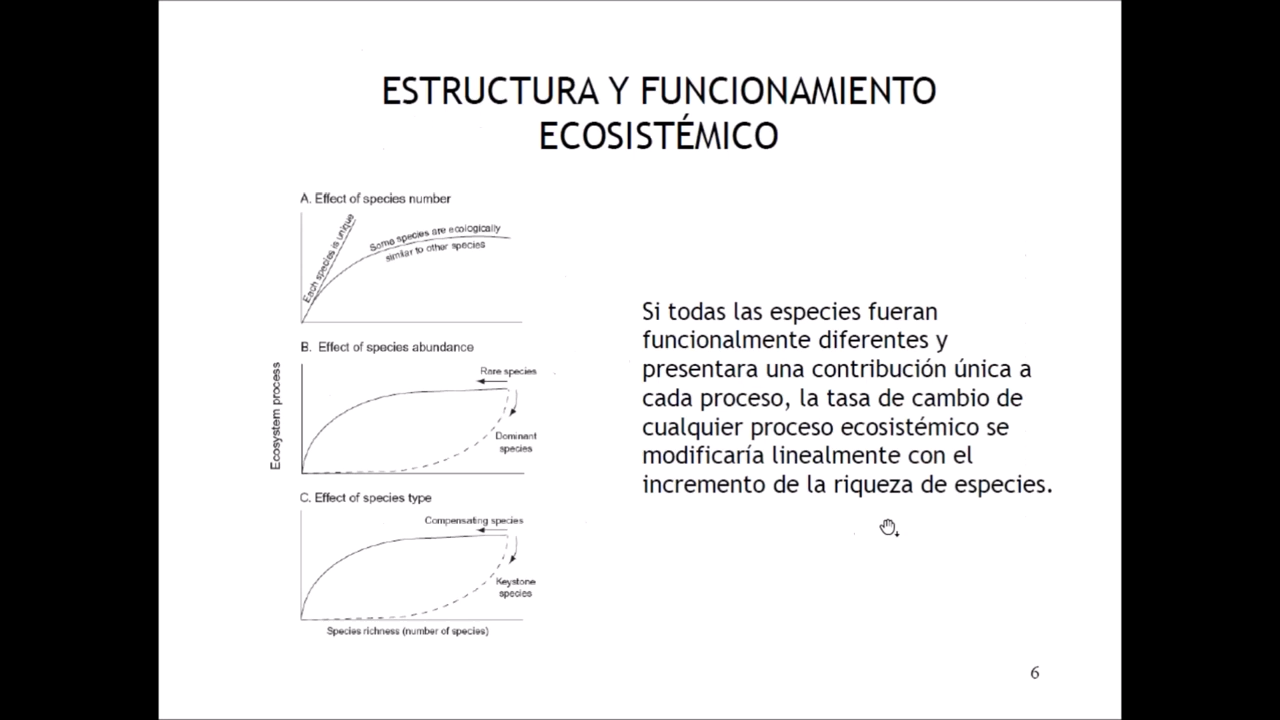 ESTRUCTURA Y FUNCIONAMIENTO
ECOSISTÉMICO
A. Effect of species number
Each species is unique
Some species are ecologically
similar to other species
B. Effect of species abundance
Rare species
Dominant
species
Ecosystem process
C. Effect of species type
Compensating species
Keystone
species
Species richness (number of species)
Si todas las especies fueran
funcionalmente diferentes y
presentara una contribución única a
cada proceso, la tasa de cambio de
cualquier proceso ecosistémico se
modificaría linealmente con el
incremento de la riqueza de especies.
6